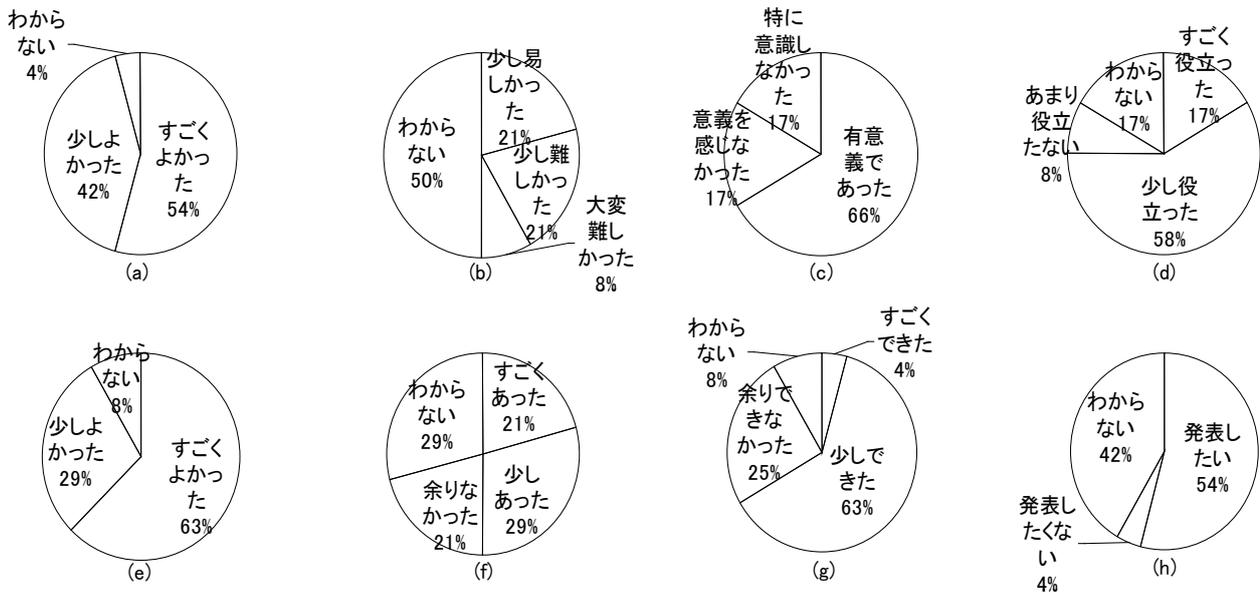 わから
ない
4%
少しよ
かった
42%
すごく
よかっ
た
54%
(a)
わから
ない
50%
少し易
しかっ
た
21%
少し難
しかっ
た
21%
大変
難し
かった
8%
(b)
特に
意識し
なかっ
た
17%
意義を
感じな
かった
17%
有意
義で
あった
66%
(c)
あまり
役立
たない
8%
わから
ない
17%
すごく
役立っ
た
17%
少し役
立った
58%
(d)
わから
ない
8%
少しよ
かった
29%
すごく
よかっ
た
63%
(e)
わから
ない
29%
すごく
あった
21%
余りな
かった
21%
少し
あった
29%
(f)
わから
ない
8%
すごく
できた
4%
余りで
きな
かった
25%
少しで
きた
63%
(g)
わから
ない
42%
発表し
たい
54%
発表し
たくな
い
4%
(h)